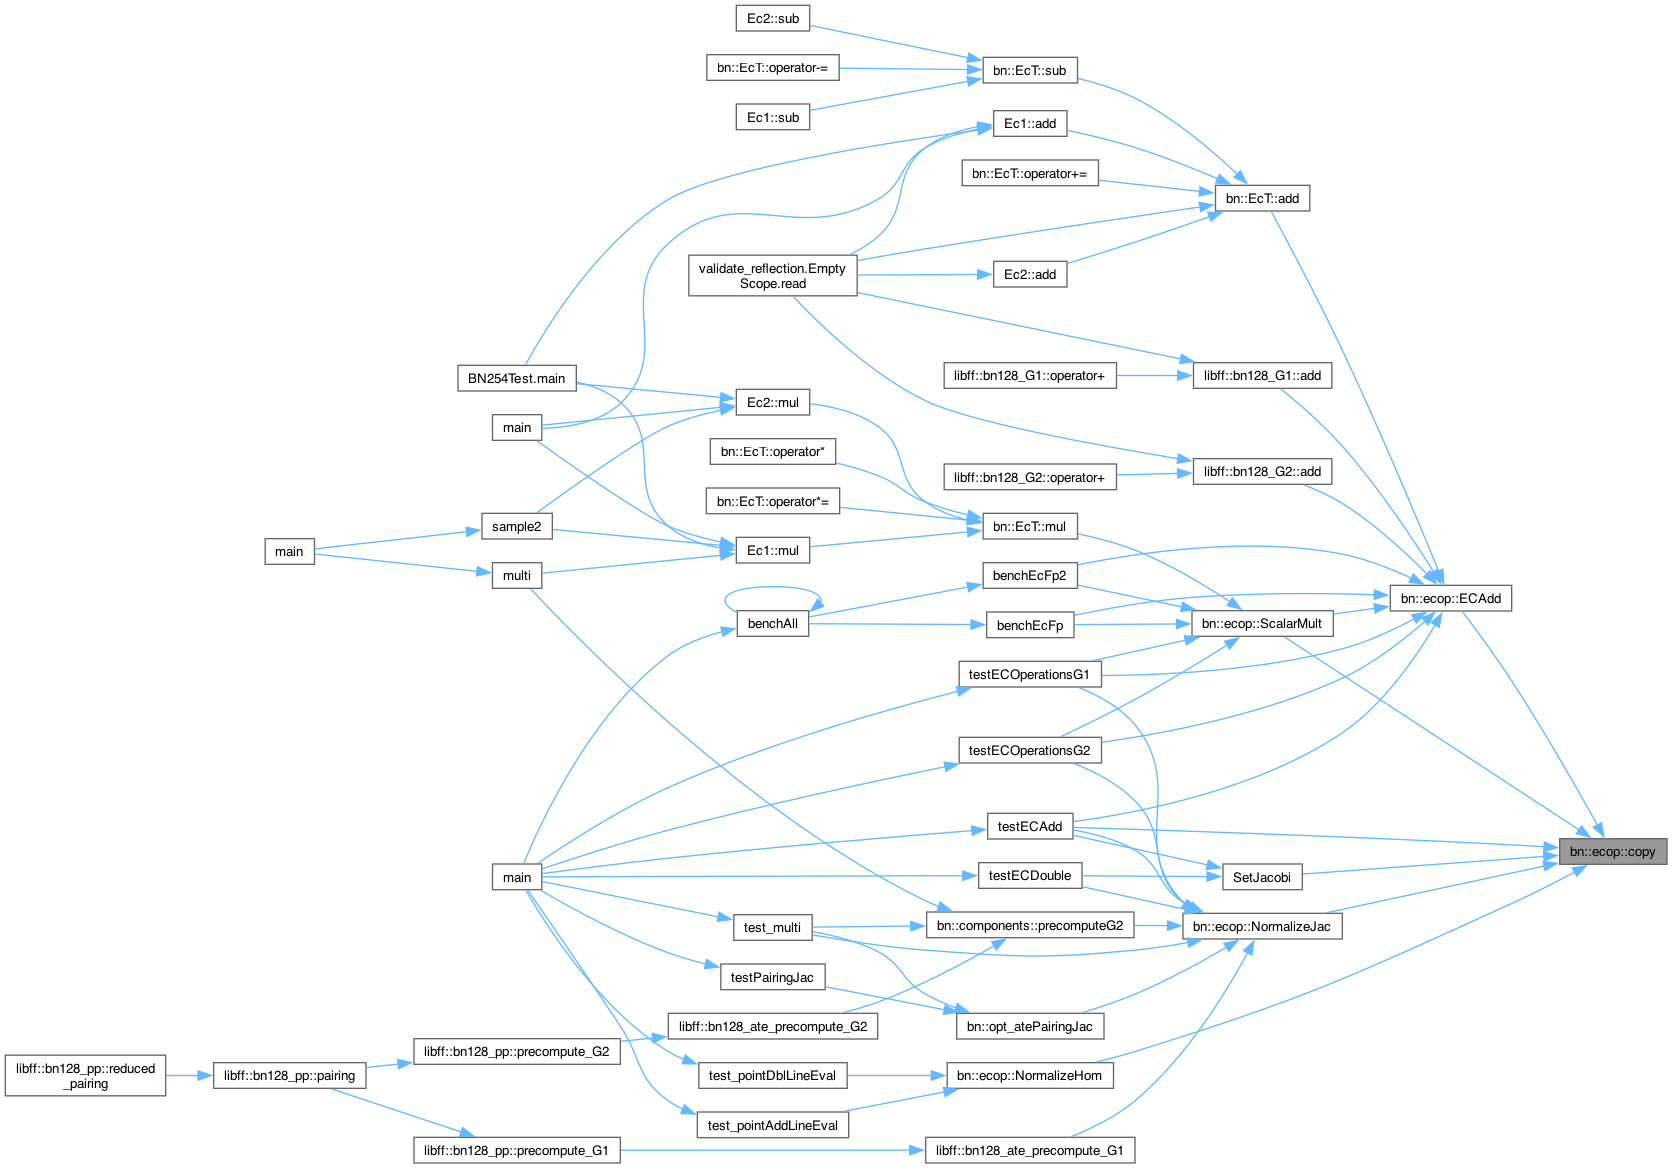 Ec2::sub
bn::EcT::operator-=
bn::EcT::sub
Ec1::sub
Ec1::add
bn::EcT::operator+=
bn::EcT::add
validate_reflection.Empty
Scope.read
Ec2::add
BN254Test.main
libff::bn128_G1::operator+
libff::bn128_G1::add
Ec2::mul
main
bn::EcT::operator*
libff::bn128_G2::operator+
libff::bn128_G2::add
bn::EcT::operator*=
sample2
bn::EcT::mul
main
Ec1::mul
multi
benchEcFp2
bn::ecop::ECAdd
benchAll
benchEcFp
bn::ecop::ScalarMult
testECOperationsG1
testECOperationsG2
testECAdd
bn::ecop::copy
main
testECDouble
SetJacobi
test_multi
bn::components::precomputeG2
bn::ecop::NormalizeJac
testPairingJac
libff::bn128_ate_precompute_G2
bn::opt_atePairingJac
libff::bn128_pp::precompute_G2
libff::bn128_pp::reduced
_pairing
libff::bn128_pp::pairing
test_pointDblLineEval
bn::ecop::NormalizeHom
test_pointAddLineEval
libff::bn128_pp::precompute_G1
libff::bn128_ate_precompute_G1